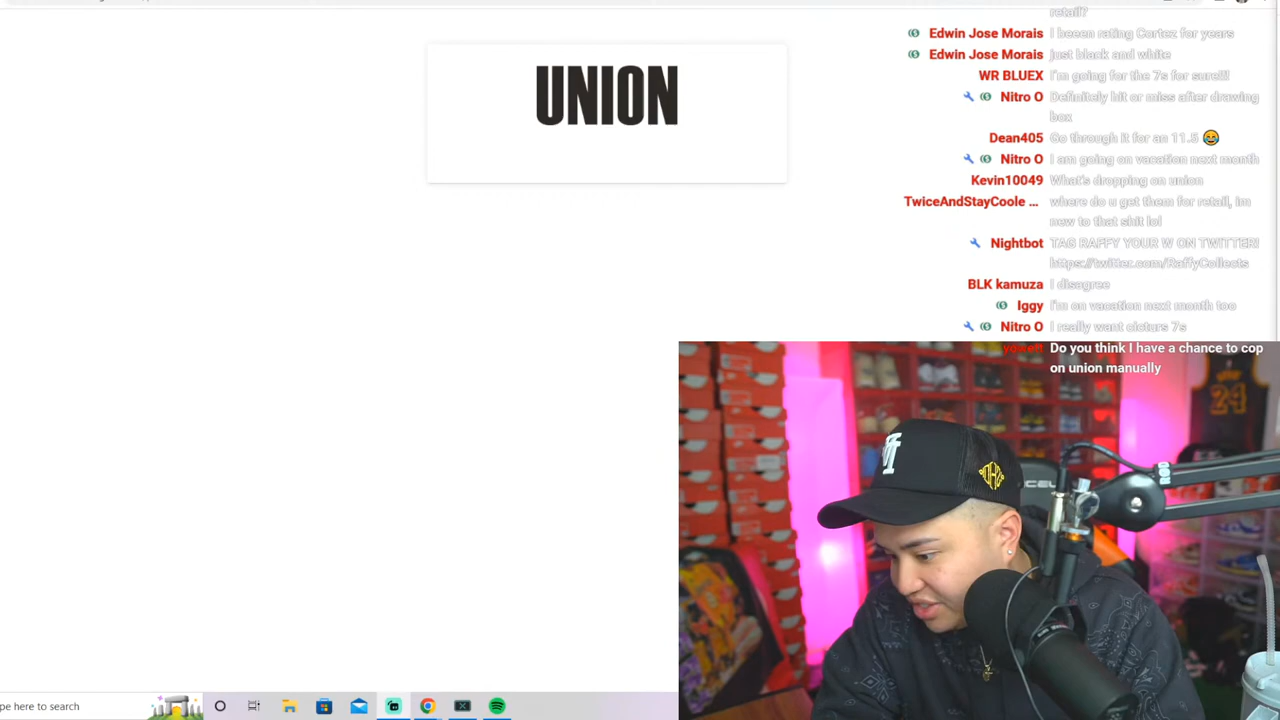 UNION
retail?
Edwin Jose Morais I beeen rating Cortez for years
Edwin Jose Morais just black and white
WR BLUEX I'm going for the 7s for sure!!!
Nitro O Definitely hit or miss after drawing
box
Dean405 Go through it for an 11.5 😂
Nitro O I am going on vacation next month
Kevin10049 What's dropping on union
TwiceAndStayCoole ... where do u get them for retail, im
new to that shit lol
Nightbot TAG RAFFY YOUR W ON TWITTER!
https://twitter.com/RaffyCollects
BLK kamuza I disagree
Iggy I'm on vacation next month too
Nitro O I really want cicturs 7s
Do you think I have a chance to cop
on union manually
24
RØD
pe here to search